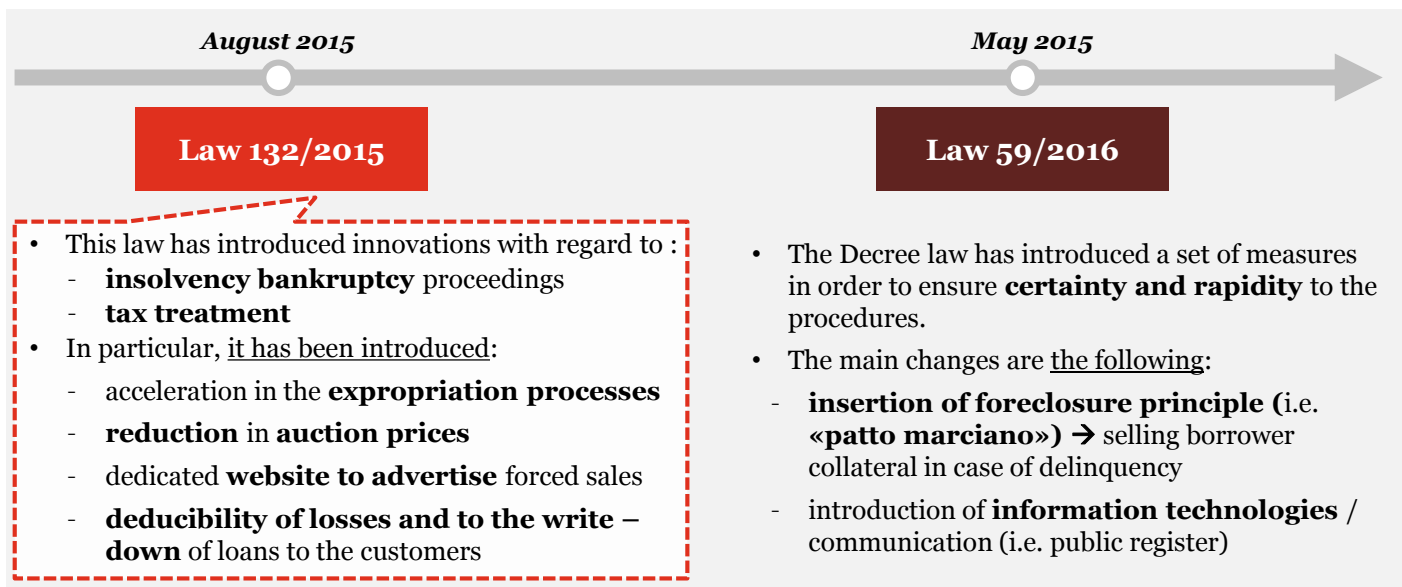 August 2015
May 2015
Law 132/2015
Law 59/2016
• This law has introduced innovations with regard to :
- insolvency bankruptcy proceedings
- tax treatment
• In particular, it has been introduced:
- acceleration in the expropriation processes
- reduction in auction prices
- dedicated website to advertise forced sales
- deducibility of losses and to the write –
down of loans to the customers
• The Decree law has introduced a set of measures
in order to ensure certainty and rapidity to the
procedures.
• The main changes are the following:
- insertion of foreclosure principle (i.e.
«patto marciano») → selling borrower
collateral in case of delinquency
- introduction of information technologies /
communication (i.e. public register)